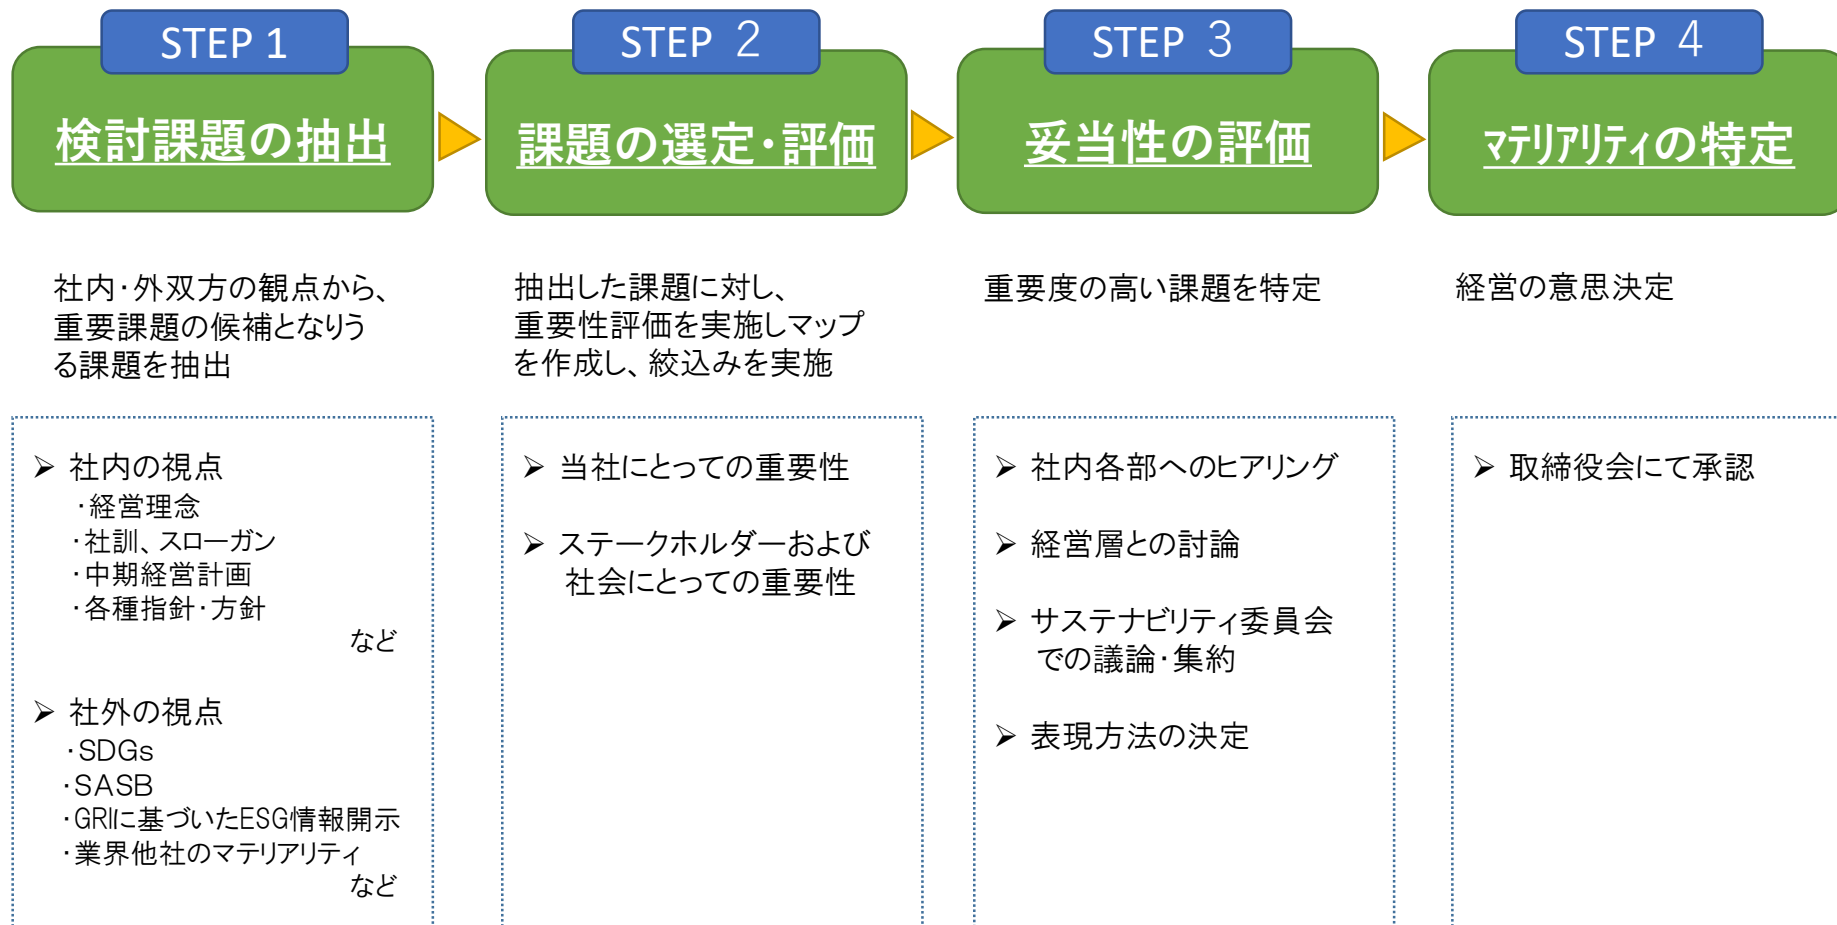 STEP 1
検討課題の抽出
社内・外双方の観点から、
重要課題の候補となりう
る課題を抽出
➢ 社内の視点
・経営理念
・社訓、スローガン
・中期経営計画
・各種指針・方針
など
➢ 社外の視点
・SDGs
・SASB
・GRIに基づいたESG情報開示
・業界他社のマテリアリティ
など
STEP ２
課題の選定・評価
抽出した課題に対し、
重要性評価を実施しマップ
を作成し、絞込みを実施
➢ 当社にとっての重要性
➢ ステークホルダーおよび
社会にとっての重要性
STEP ３
妥当性の評価
重要度の高い課題を特定
➢ 社内各部へのヒアリング
➢ 経営層との討論
➢ サステナビリティ委員会
での議論・集約
➢ 表現方法の決定
STEP ４
マテリアリティの特定
経営の意思決定
➢ 取締役会にて承認